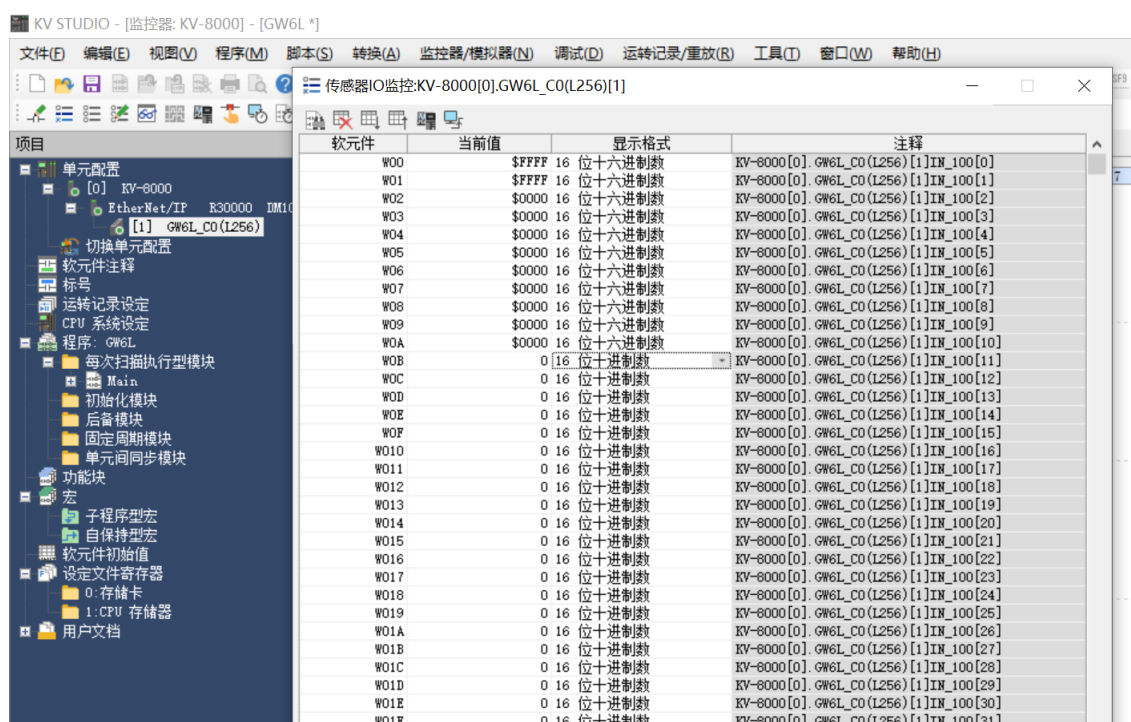 KV STUDIO - [监控器: KV-8000] - [GW6L *]
文件(F) 编辑(E) 视图(V) 程序(M) 脚本(S) 转换(A) 监控器/模拟器(N) 调试(D) 运转记录/重放(R) 工具(T) 窗口(W) 帮助(H)
传感器IO监控:KV-8000[0].GW6L_C0(L256)[1]
项目
单元配置
[0] KV-8000
EtherNet/IP R30000 DM10
[1] GW6L_C0(L256)
切换单元配置
软元件注释
标号
运转记录设定
CPU 系统设定
程序: GW6L
每次扫描执行型模块
Main
初始化模块
后备模块
固定周期模块
单元间同步模块
功能块
宏
子程序型宏
自保持型宏
软元件初始值
设定文件寄存器
0:存储卡
1:CPU 存储器
用户文档
软元件 当前值 显示格式 注释
W00 $FFFF 16 位十六进制数 KV-8000[0].GW6L_C0(L256)[1]IN_100[0]
W01 $FFFF 16 位十六进制数 KV-8000[0].GW6L_C0(L256)[1]IN_100[1]
W02 $0000 16 位十六进制数 KV-8000[0].GW6L_C0(L256)[1]IN_100[2]
W03 $0000 16 位十六进制数 KV-8000[0].GW6L_C0(L256)[1]IN_100[3]
W04 $0000 16 位十六进制数 KV-8000[0].GW6L_C0(L256)[1]IN_100[4]
W05 $0000 16 位十六进制数 KV-8000[0].GW6L_C0(L256)[1]IN_100[5]
W06 $0000 16 位十六进制数 KV-8000[0].GW6L_C0(L256)[1]IN_100[6]
W07 $0000 16 位十六进制数 KV-8000[0].GW6L_C0(L256)[1]IN_100[7]
W08 $0000 16 位十六进制数 KV-8000[0].GW6L_C0(L256)[1]IN_100[8]
W09 $0000 16 位十六进制数 KV-8000[0].GW6L_C0(L256)[1]IN_100[9]
W0A $0000 16 位十六进制数 KV-8000[0].GW6L_C0(L256)[1]IN_100[10]
W0B 0 16 位十进制数 KV-8000[0].GW6L_C0(L256)[1]IN_100[11]
W0C 0 16 位十进制数 KV-8000[0].GW6L_C0(L256)[1]IN_100[12]
W0D 0 16 位十进制数 KV-8000[0].GW6L_C0(L256)[1]IN_100[13]
W0E 0 16 位十进制数 KV-8000[0].GW6L_C0(L256)[1]IN_100[14]
W0F 0 16 位十进制数 KV-8000[0].GW6L_C0(L256)[1]IN_100[15]
W010 0 16 位十进制数 KV-8000[0].GW6L_C0(L256)[1]IN_100[16]
W011 0 16 位十进制数 KV-8000[0].GW6L_C0(L256)[1]IN_100[17]
W012 0 16 位十进制数 KV-8000[0].GW6L_C0(L256)[1]IN_100[18]
W013 0 16 位十进制数 KV-8000[0].GW6L_C0(L256)[1]IN_100[19]
W014 0 16 位十进制数 KV-8000[0].GW6L_C0(L256)[1]IN_100[20]
W015 0 16 位十进制数 KV-8000[0].GW6L_C0(L256)[1]IN_100[21]
W016 0 16 位十进制数 KV-8000[0].GW6L_C0(L256)[1]IN_100[22]
W017 0 16 位十进制数 KV-8000[0].GW6L_C0(L256)[1]IN_100[23]
W018 0 16 位十进制数 KV-8000[0].GW6L_C0(L256)[1]IN_100[24]
W019 0 16 位十进制数 KV-8000[0].GW6L_C0(L256)[1]IN_100[25]
W01A 0 16 位十进制数 KV-8000[0].GW6L_C0(L256)[1]IN_100[26]
W01B 0 16 位十进制数 KV-8000[0].GW6L_C0(L256)[1]IN_100[27]
W01C 0 16 位十进制数 KV-8000[0].GW6L_C0(L256)[1]IN_100[28]
W01D 0 16 位十进制数 KV-8000[0].GW6L_C0(L256)[1]IN_100[29]
W01E 0 16 位十进制数 KV-8000[0].GW6L_C0(L256)[1]IN_100[30]
W01F 0 16 位十进制数 KV-8000[0].GW6L_C0(L256)[1]IN_100[31]
SF9
7